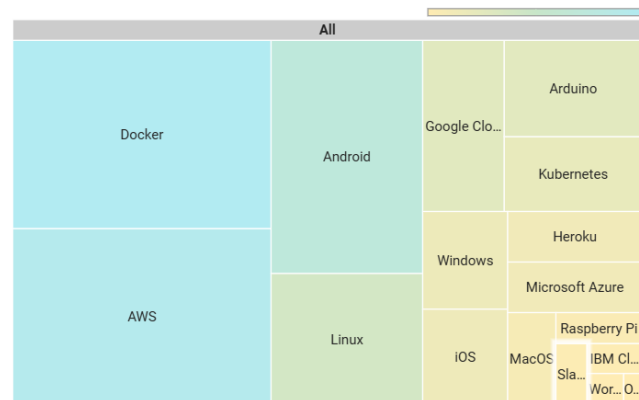 All
Docker
Android
Google Clo...
Arduino
Kubernetes
AWS
Linux
Windows
Heroku
Microsoft Azure
iOS
MacOS
Raspberry Pi
Sla...
IBM Cl...
Wor...
O...